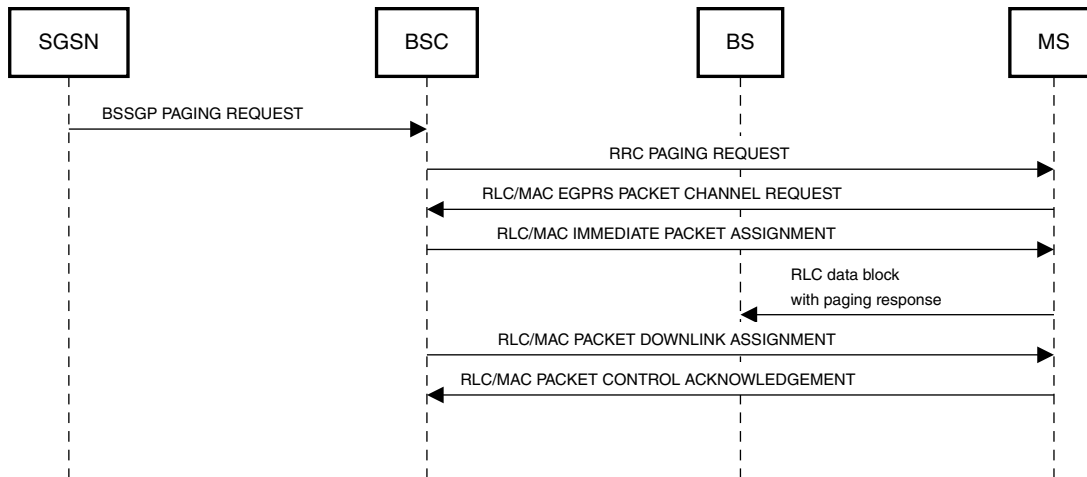 SGSN
BSC
BS
MS
BSSGP PAGING REQUEST
RRC PAGING REQUEST
RLC/MAC EGPRS PACKET CHANNEL REQUEST
RLC/MAC IMMEDIATE PACKET ASSIGNMENT
RLC data block
with paging response
RLC/MAC PACKET DOWNLINK ASSIGNMENT
RLC/MAC PACKET CONTROL ACKNOWLEDGEMENT